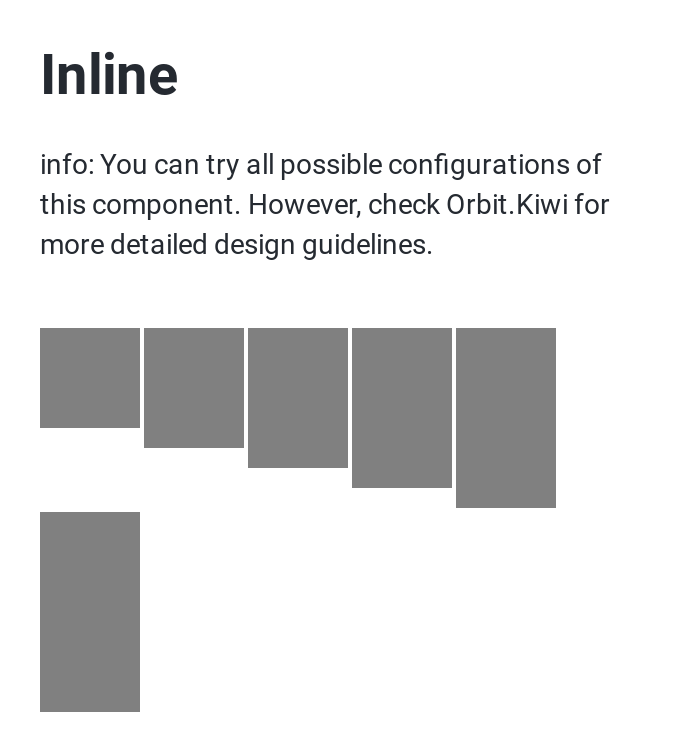 Inline
info: You can try all possible configurations of
this component. However, check Orbit.Kiwi for
more detailed design guidelines.